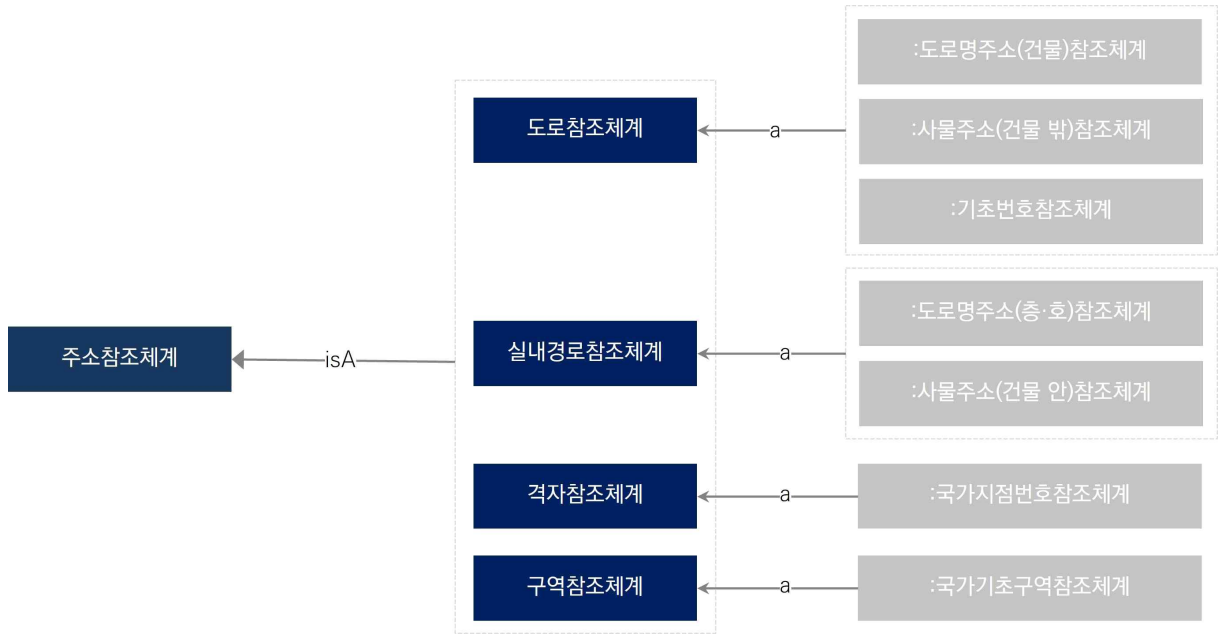 주소참조체계
isA
도로참조체계
실내경로참조체계
격자참조체계
구역참조체계
a
a
a
a
:도로명주소(건물)참조체계
:사물주소(건물 밖)참조체계
:기초번호참조체계
:도로명주소(층·호)참조체계
:사물주소(건물 안)참조체계
:국가지점번호참조체계
:국가기초구역참조체계